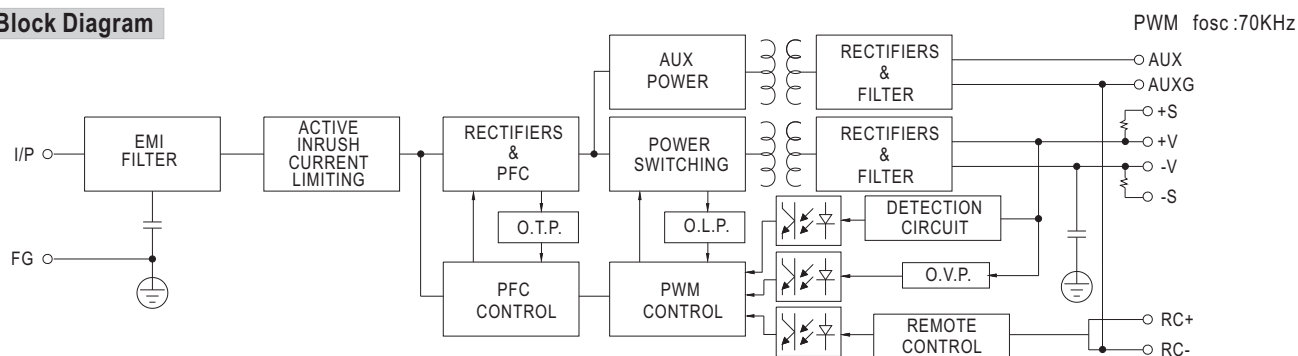 Block Diagram
PWM fosc:70KHz
I/P
EMI
FILTER
FG
ACTIVE
INRUSH
CURRENT
LIMITING
RECTIFIERS
&
PFC
O.T.P.
PFC
CONTROL
AUX
POWER
POWER
SWITCHING
O.L.P.
PWM
CONTROL
RECTIFIERS
&
FILTER
RECTIFIERS
&
FILTER
DETECTION
CIRCUIT
O.V.P.
REMOTE
CONTROL
AUX
AUXG
+S
+V
-V
-S
RC+
RC-